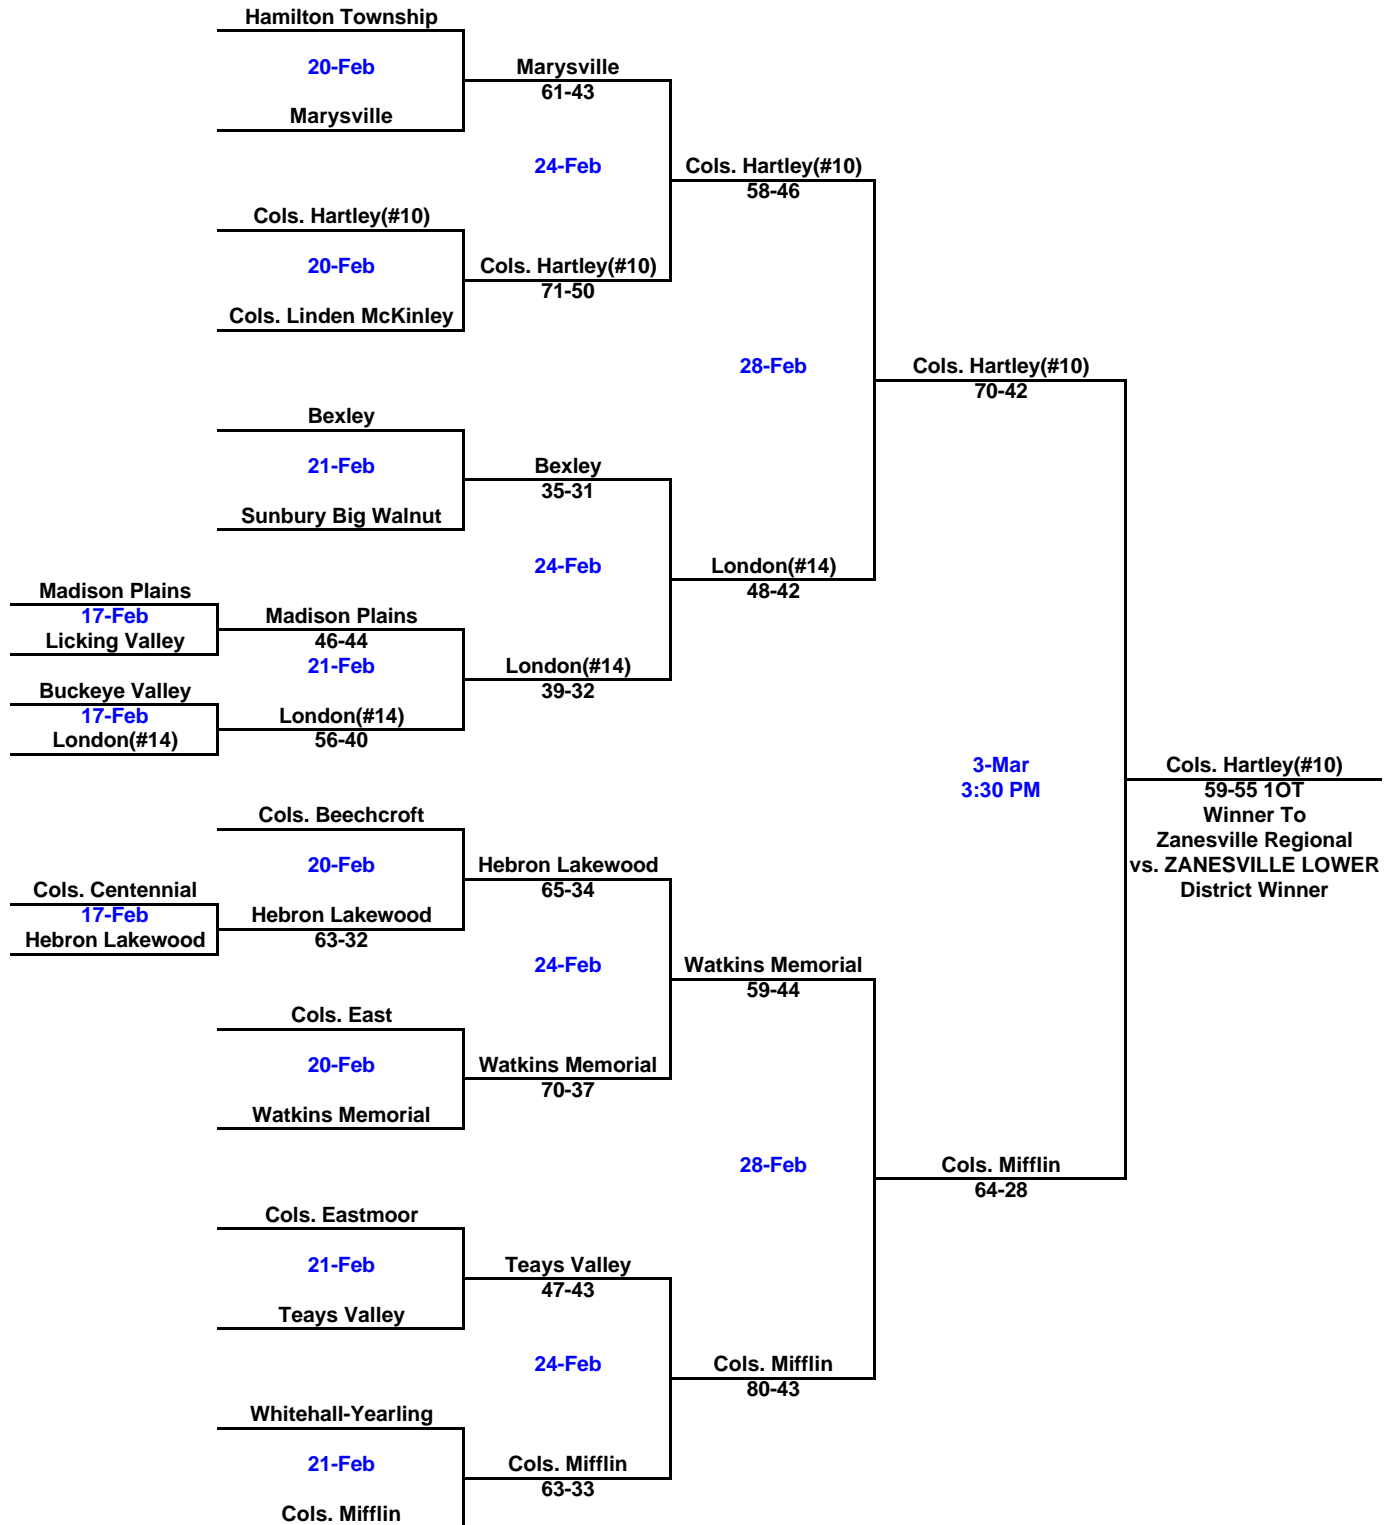 Hamilton Township
20-Feb
Marysville
61-43
Marysville
24-Feb
Cols. Hartley(#10)
58-46
Cols. Hartley(#10)
20-Feb
Cols. Hartley(#10)
71-50
Cols. Linden McKinley
28-Feb
Cols. Hartley(#10)
70-42
Bexley
21-Feb
Bexley
35-31
Sunbury Big Walnut
24-Feb
London(#14)
48-42
Madison Plains
17-Feb
Licking Valley
Madison Plains
46-44
21-Feb
London(#14)
39-32
Buckeye Valley
17-Feb
London(#14)
London(#14)
56-40
3-Mar
3:30 PM
Cols. Hartley(#10)
59-55 1OT
Winner To
Zanesville Regional
vs. ZANESVILLE LOWER
District Winner
Cols. Beechcroft
20-Feb
Hebron Lakewood
65-34
Cols. Centennial
17-Feb
Hebron Lakewood
Hebron Lakewood
63-32
24-Feb
Watkins Memorial
59-44
Cols. East
20-Feb
Watkins Memorial
70-37
Watkins Memorial
28-Feb
Cols. Mifflin
64-28
Cols. Eastmoor
21-Feb
Teays Valley
47-43
Teays Valley
24-Feb
Cols. Mifflin
80-43
Whitehall-Yearling
21-Feb
Cols. Mifflin
63-33
Cols. Mifflin